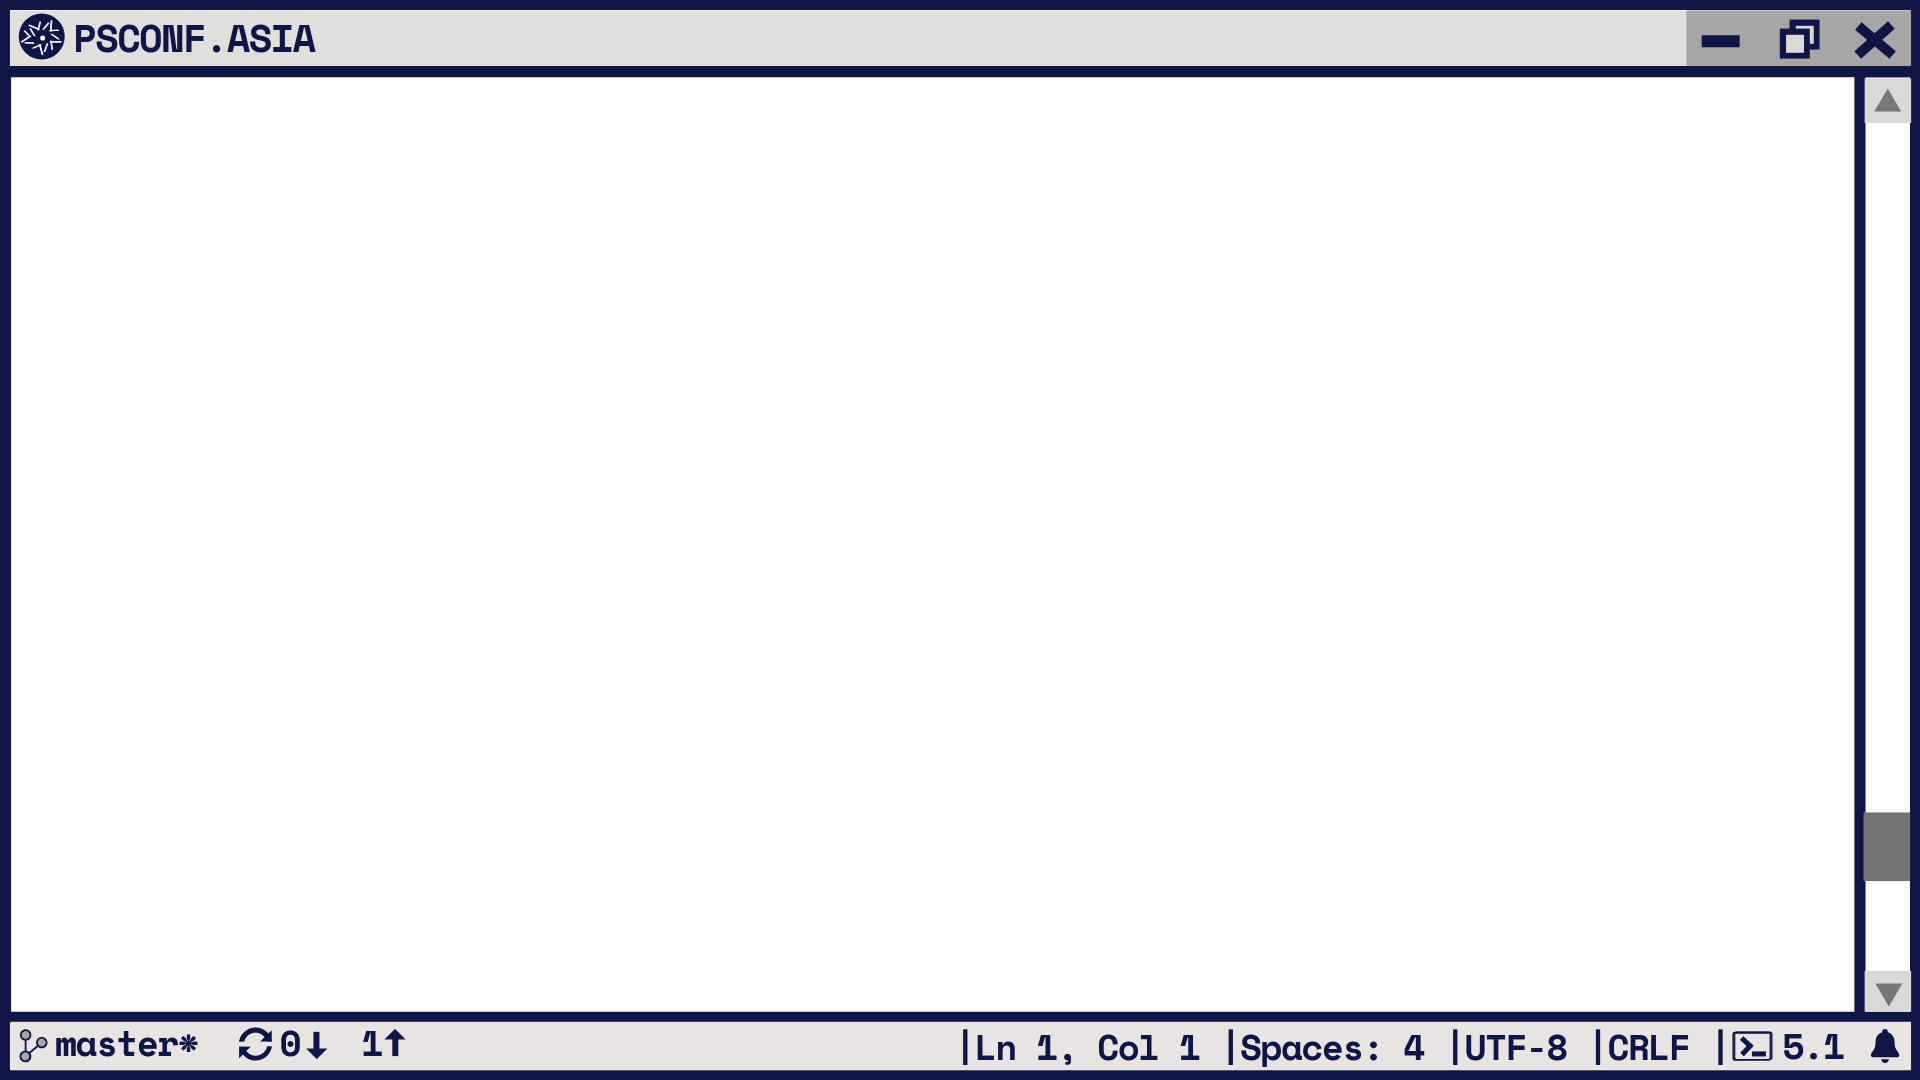 PSCONF.ASIA
master* 0↓ 1↑ |Ln 1, Col 1 |Spaces: 4 |UTF-8 |CRLF | 5.1